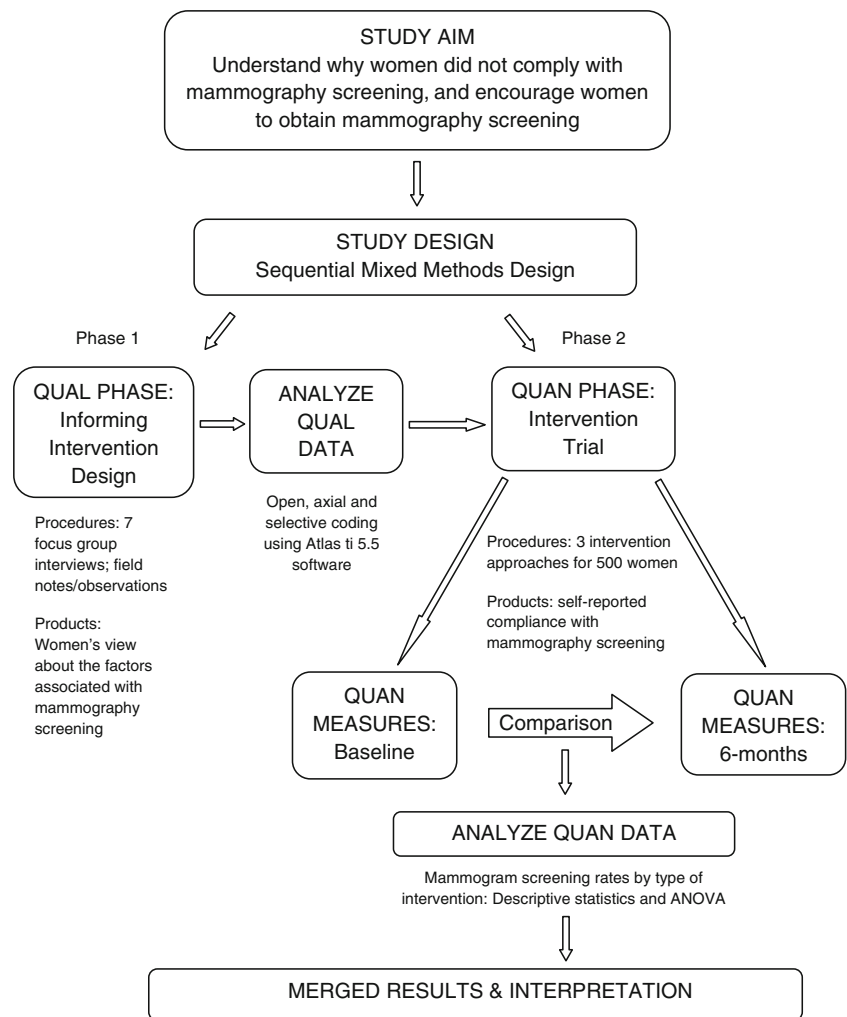 STUDY AIM
Understand why women did not comply with
mammography screening, and encourage women
to obtain mammography screening
STUDY DESIGN
Sequential Mixed Methods Design
Phase 1
Phase 2
QUAL PHASE:
Informing
Intervention
Design
ANALYZE
QUAL
DATA
QUAN PHASE:
Intervention
Trial
Procedures: 7
focus group
interviews; field
notes/observations
Products:
Women's view
about the factors
associated with
mammography
screening
Open, axial and
selective coding
using Atlas ti 5.5
software
Procedures: 3 intervention
approaches for 500 women
Products: self-reported
compliance with
mammography screening
QUAN
MEASURES:
Baseline
Comparison
QUAN
MEASURES:
6-months
ANALYZE QUAN DATA
Mammogram screening rates by type of
intervention: Descriptive statistics and ANOVA
MERGED RESULTS & INTERPRETATION